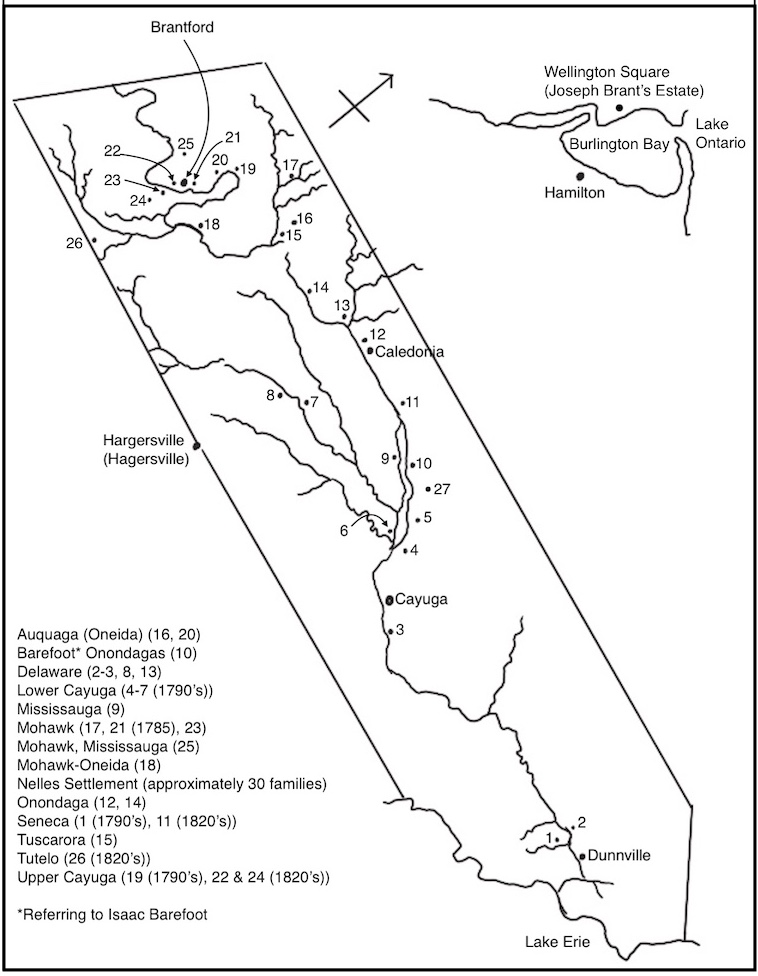 Brantford
Wellington Square
(Joseph Brant's Estate)
Lake
Ontario
Burlington Bay
Hamilton
22
25
21
20
19
17
23
24
18
16
15
26
14
13
12
Caledonia
8
7
11
Hargersville
(Hagersville)
9
10
27
6
5
4
Cayuga
3
Auquaga (Oneida) (16, 20)
Barefoot* Onondagas (10)
Delaware (2-3, 8, 13)
Lower Cayuga (4-7 (1790's))
Mississauga (9)
Mohawk (17, 21 (1785), 23)
Mohawk, Mississauga (25)
Mohawk-Oneida (18)
Nelles Settlement (approximately 30 families)
Onondaga (12, 14)
Seneca (1 (1790's), 11 (1820's))
Tuscarora (15)
Tutelo (26 (1820's))
Upper Cayuga (19 (1790's), 22 & 24 (1820's))
*Referring to Isaac Barefoot
2
1
Dunnville
Lake Erie